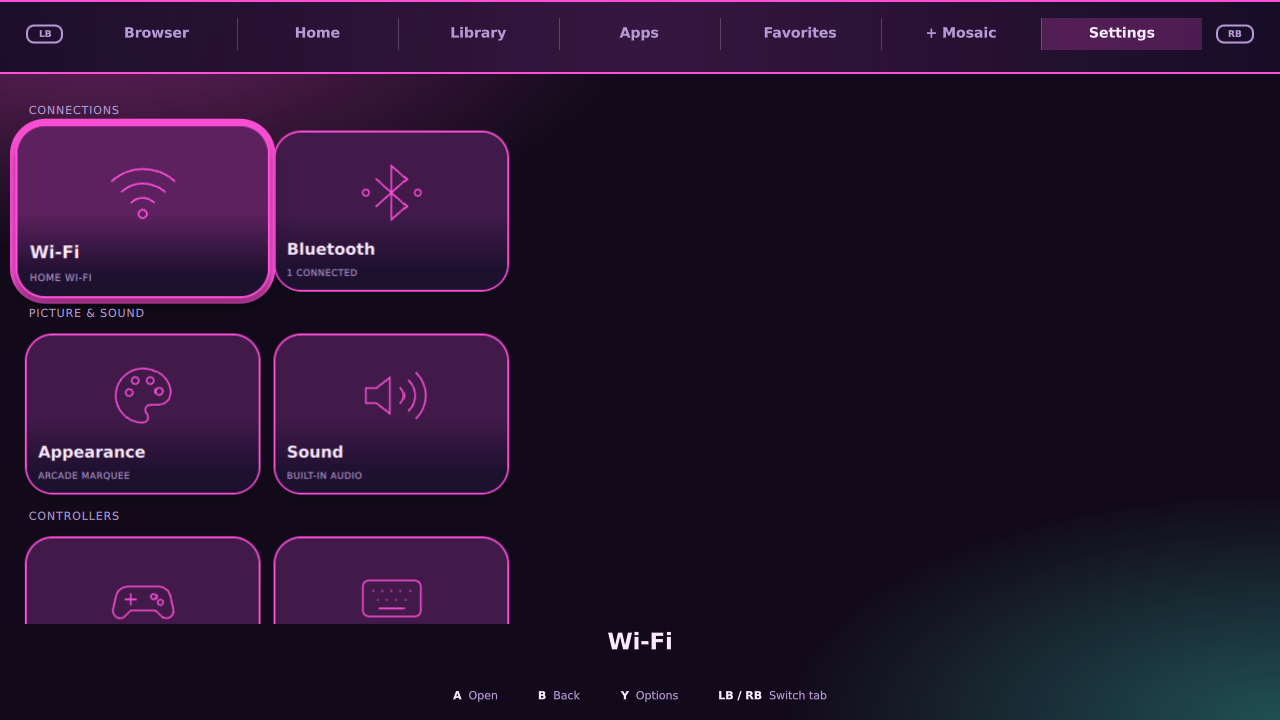 LB Browser Home Library Apps Favorites + Mosaic Settings RB
CONNECTIONS
Wi-Fi
HOME WI-FI
Bluetooth
1 CONNECTED
PICTURE & SOUND
Appearance
ARCADE MARQUEE
Sound
BUILT-IN AUDIO
CONTROLLERS
Wi-Fi
A Open B Back Y Options LB / RB Switch tab